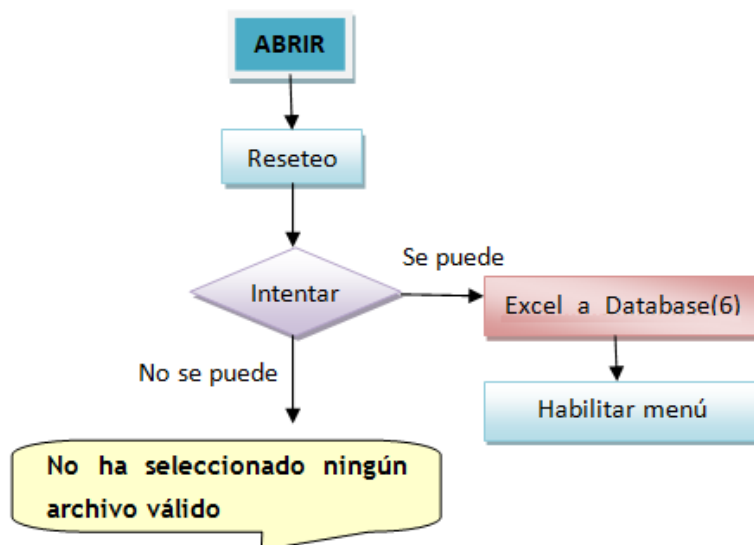 ABRIR
Reseteo
Se puede
Intentar
Excel a Database(6)
No se puede
Habilitar menú
No ha seleccionado ningún
archivo válido